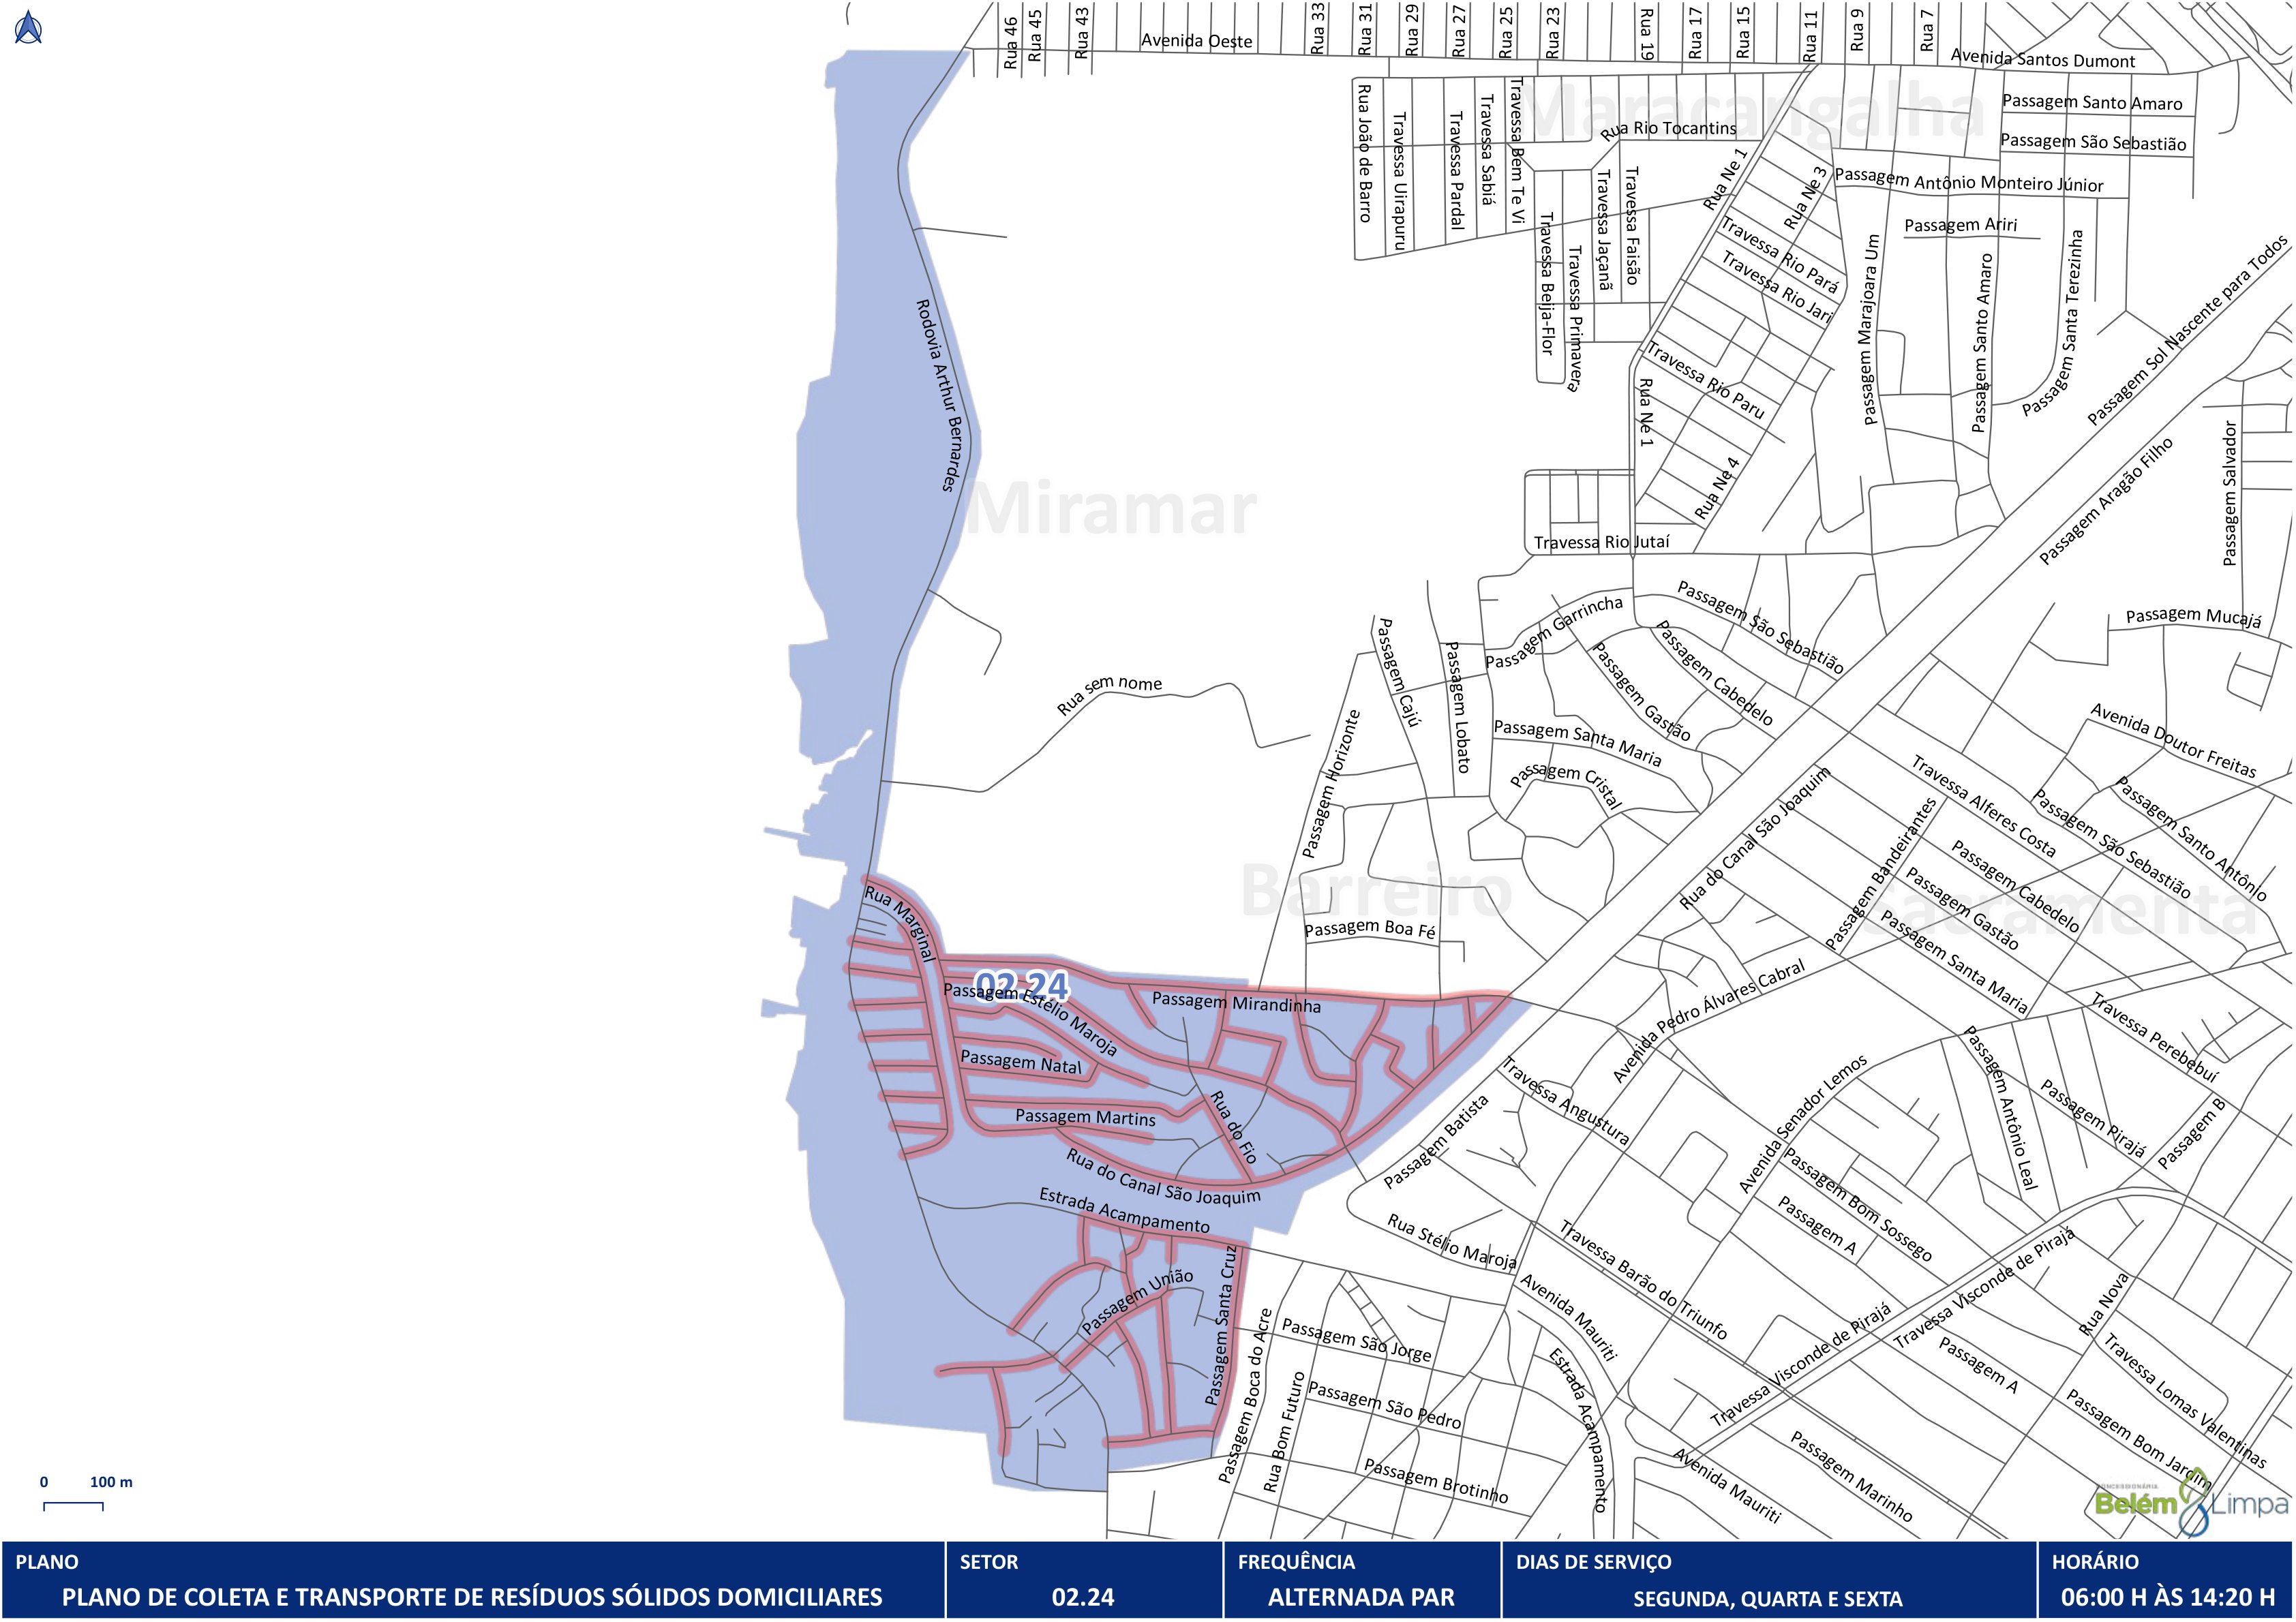 Rua 46
Rua 45
Rua 43
Avenida Oeste
Rua 33
Rua 31
Rua 29
Rua 27
Rua 25
Rua 23
Rua 19
Rua 17
Rua 15
Rua 11
Rua 9
Rua 7
Avenida Santos Dumont
Maracangalha
Rua João de Barro
Travessa Uirapuru
Travessa Pardal
Travessa Sabiá
Travessa Bem Te Vi
Rua Rio Tocantins
Travessa Beija-Flor
Travessa Primavera
Travessa Jaçanã
Travessa Faisão
Rua Ne 1
Rua Ne 3
Travessa Rio Pará
Travessa Rio Jari
Travessa Rio Paru
Rua Ne 1
Rua Ne 4
Travessa Rio Jutaí
Passagem Santo Amaro
Passagem São Sebastião
Passagem Antônio Monteiro Júnior
Passagem Ariri
Passagem Marajoara Um
Passagem Santo Amaro
Passagem Santa Terezinha
Passagem Sol Nascente para Todos
Passagem Aragão Filho
Passagem Salvador
Passagem Mucajá
Rodovia Arthur Bernardes
Miramar
Rua sem nome
Passagem Horizonte
Passagem Cajú
Passagem Lobato
Passagem Garrincha
Passagem São Sebastião
Passagem Cabedelo
Passagem Gastão
Passagem Santa Maria
Passagem Cristal
Barreiro
Passagem Boa Fé
Rua do Canal São Joaquim
Avenida Doutor Freitas
Travessa Alferes Costa
Passagem São Sebastião
Passagem Santo Antônio
Passagem Bandeirantes
Passagem Cabedelo
Passagem Gastão
Passagem Santa Maria
Sacramenta
Avenida Pedro Álvares Cabral
Travessa Perebebuí
Rua Marginal
02.24
Passagem Estélio Maroja
Passagem Mirandinha
Passagem Natal
Passagem Martins
Rua do Fio
Rua do Canal São Joaquim
Estrada Acampamento
Passagem União
Passagem Santa Cruz
Passagem Batista
Travessa Angustura
Avenida Senador Lemos
Passagem Antônio Leal
Passagem Pirajá
Passagem B
Passagem Bom Sossego
Passagem A
Rua Stélio Maroja
Travessa Barão do Triunfo
Avenida Mauriti
Travessa Visconde de Pirajá
Travessa Visconde de Pirajá
Rua Nova
Passagem Boca do Acre
Rua Bom Futuro
Passagem São Jorge
Passagem São Pedro
Passagem Brotinho
Estrada Acampamento
Avenida Mauriti
Passagem Marinho
Passagem A
Passagem Bom Jardim
Travessa Lomas Valentinas
0 100 m
CONCESSIONÁRIA
Belém Limpa
PLANO
PLANO DE COLETA E TRANSPORTE DE RESÍDUOS SÓLIDOS DOMICILIARES
SETOR
02.24
FREQUÊNCIA
ALTERNADA PAR
DIAS DE SERVIÇO
SEGUNDA, QUARTA E SEXTA
HORÁRIO
06:00 H ÀS 14:20 H